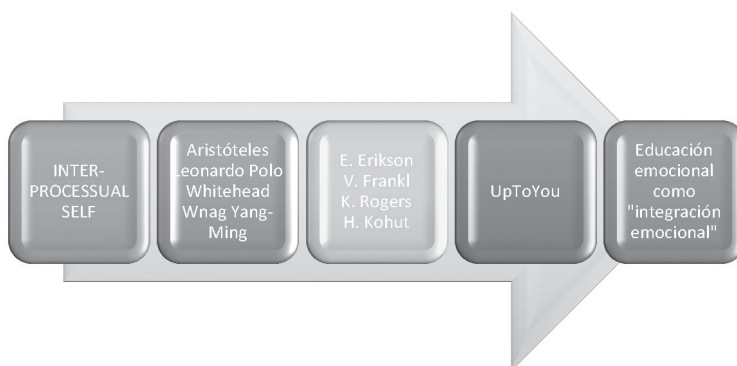 INTER-
PROCESSUAL
SELF
Aristóteles
Leonardo Polo
Whitehead
Wnag Yang-
Ming
E. Erikson
V. Frankl
K. Rogers
H. Kohut
UpToYou
Educación
emocional
como
"integración
emocional"